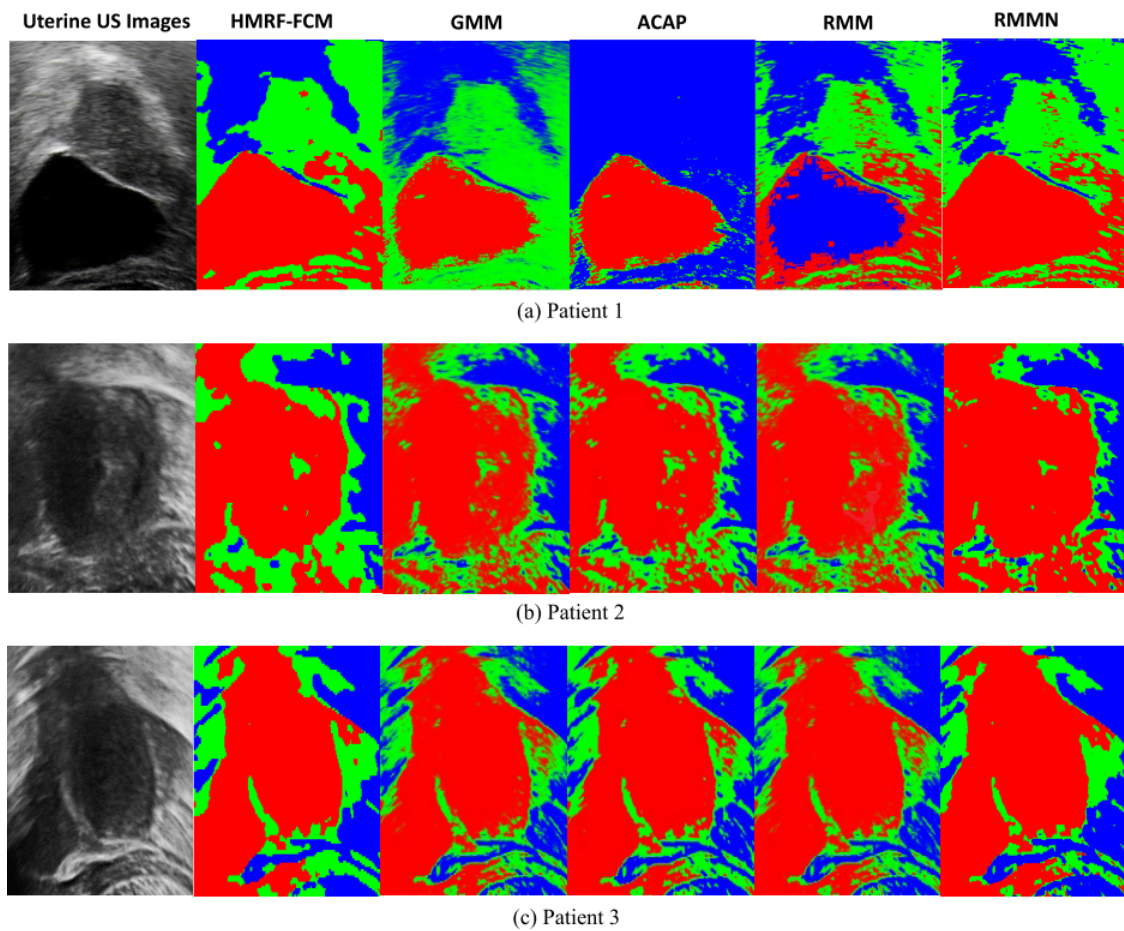 Uterine US Images HMRF-FCM GMM ACAP RMM RMMN
(a) Patient 1
(b) Patient 2
(c) Patient 3